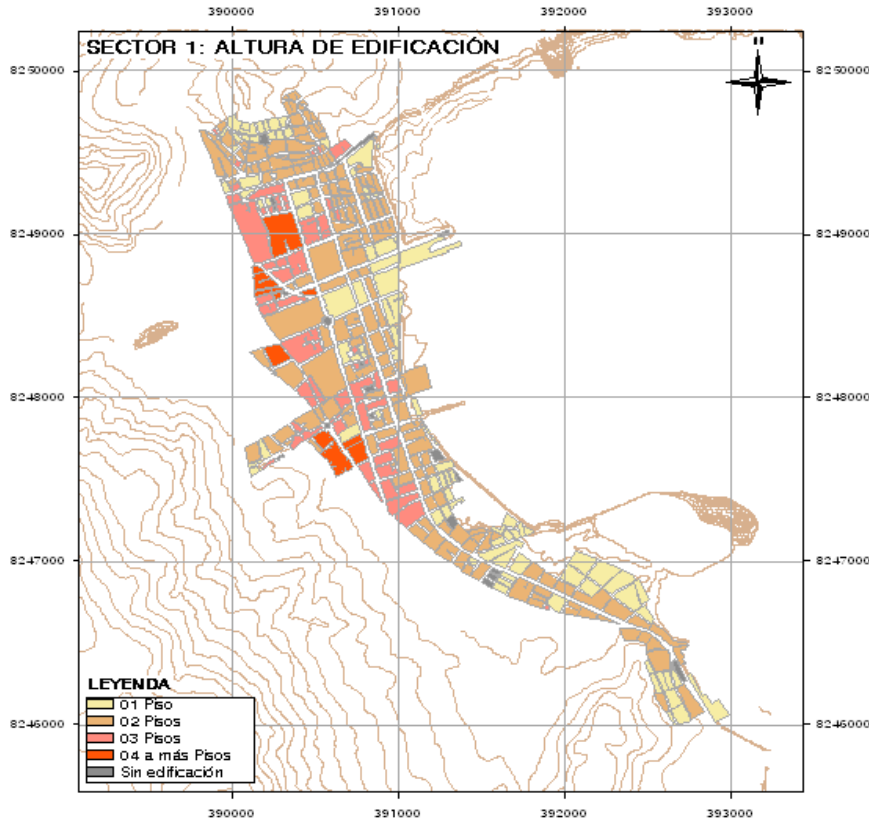 390000 391000 392000 393000
SECTOR 1: ALTURA DE EDIFICACIÓN
8250000 8250000
8249000 8249000
8248000 8248000
8247000 8247000
8246000 8246000
LEYENDA
01 Piso
02 Pisos
03 Pisos
04 a más Pisos
Sin edificación
390000 391000 392000 393000